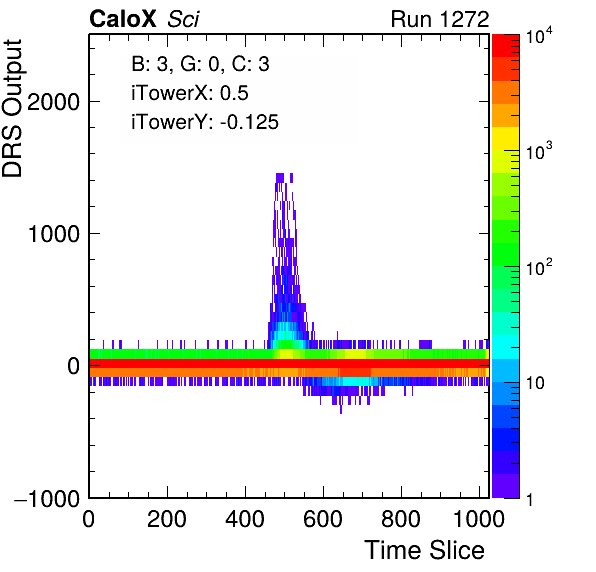 CaloX Sci Run 1272
DRS Output
B: 3, G: 0, C: 3
iTowerX: 0.5
iTowerY: -0.125
2000
1000
0
−1000
0 200 400 600 800 1000
Time Slice
10⁴
10³
10²
10
1